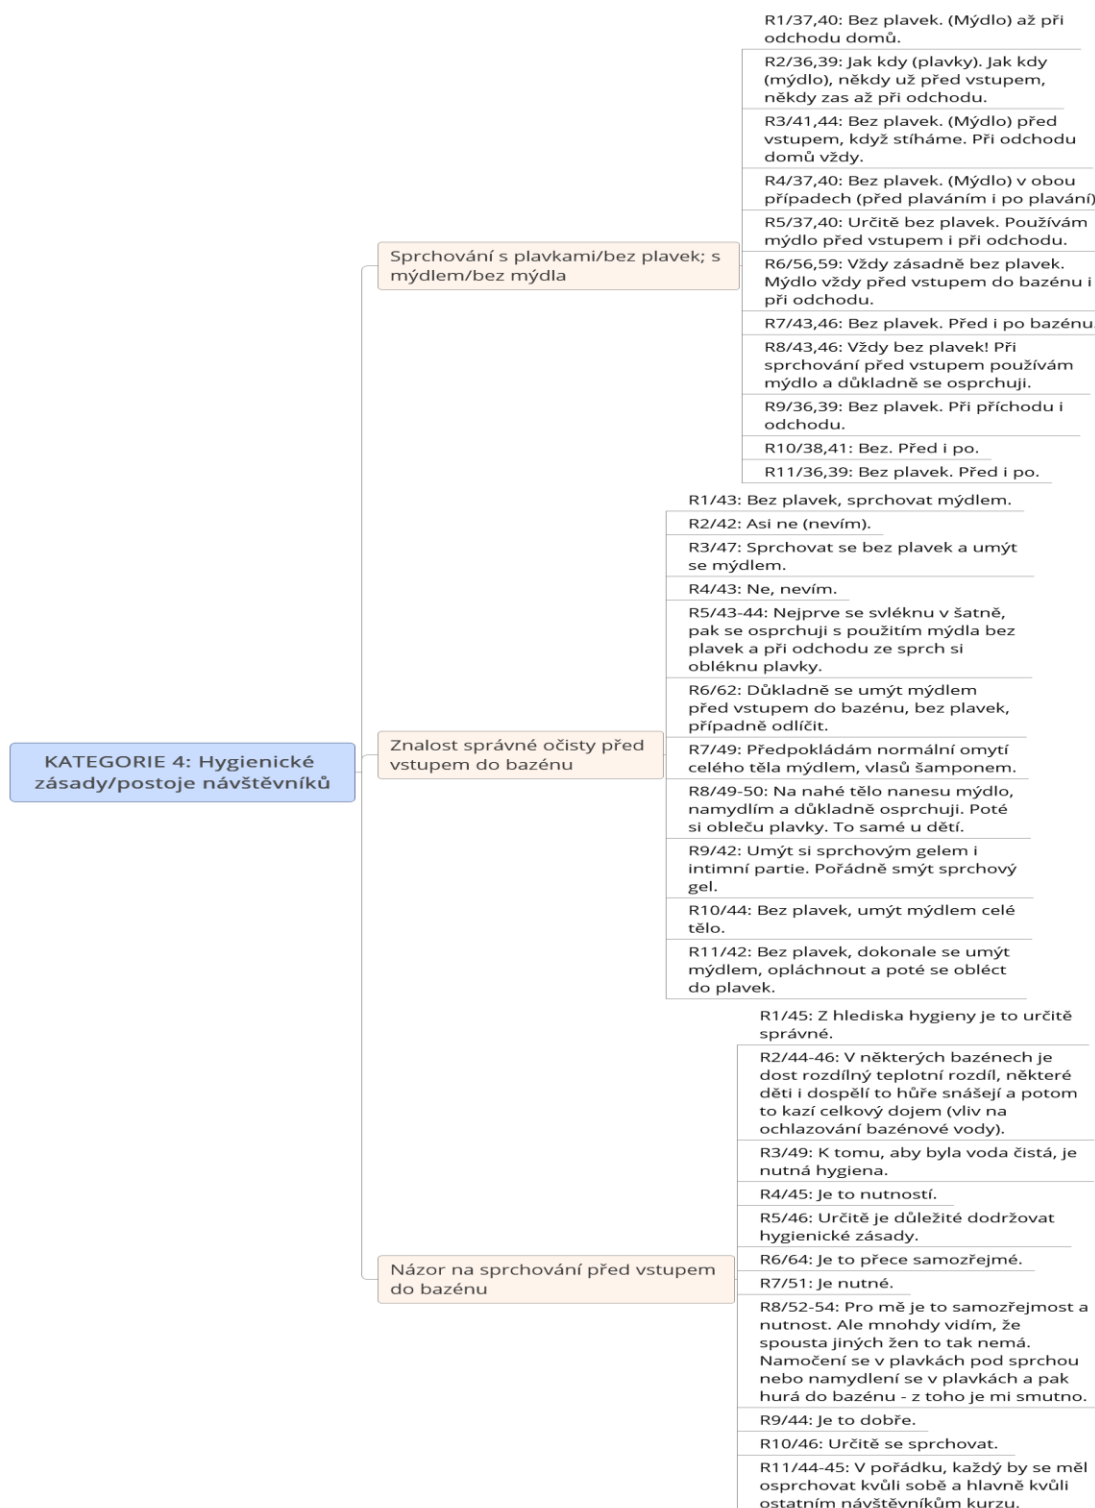 KATEGORIE 4: Hygienické
zásady/postoje návštěvníků
Sprchování s plavkami/bez plavek; s
mýdlem/bez mýdla
R1/37,40: Bez plavek. (Mýdlo) až při
odchodu domů.
R2/36,39: Jak kdy (plavky). Jak kdy
(mýdlo), někdy už před vstupem,
někdy zas až při odchodu.
R3/41,44: Bez plavek. (Mýdlo) před
vstupem, když stíháme. Při odchodu
domů vždy.
R4/37,40: Bez plavek. (Mýdlo) v obou
případech (před plaváním i po plavání)
R5/37,40: Určitě bez plavek. Používám
mýdlo před vstupem i při odchodu.
R6/56,59: Vždy zásadně bez plavek.
Mýdlo vždy před vstupem do bazénu i
při odchodu.
R7/43,46: Bez plavek. Před i po bazénu.
R8/43,46: Vždy bez plavek! Při
sprchování před vstupem používám
mýdlo a důkladně se osprchuji.
R9/36,39: Bez plavek. Při příchodu i
odchodu.
R10/38,41: Bez. Před i po.
R11/36,39: Bez plavek. Před i po.
Znalost správné očisty před
vstupem do bazénu
R1/43: Bez plavek, sprchovat mýdlem.
R2/42: Asi ne (nevím).
R3/47: Sprchovat se bez plavek a umýt
se mýdlem.
R4/43: Ne, nevím.
R5/43-44: Nejprve se svléknu v šatně,
pak se osprchuji s použitím mýdla bez
plavek a při odchodu ze sprch si
obléknu plavky.
R6/62: Důkladně se umýt mýdlem
před vstupem do bazénu, bez plavek,
případně odlíčit.
R7/49: Předpokládám normální omytí
celého těla mýdlem, vlasů šamponem.
R8/49-50: Na nahé tělo nanesu mýdlo,
namydlím a důkladně osprchuji. Poté
si obleču plavky. To samé u dětí.
R9/42: Umýt si sprchovým gelem i
intimní partie. Pořádně smýt sprchový
gel.
R10/44: Bez plavek, umýt mýdlem celé
tělo.
R11/42: Bez plavek, dokonale se umýt
mýdlem, opláchnout a poté se obléct
do plavek.
Názor na sprchování před vstupem
do bazénu
R1/45: Z hlediska hygieny je to určitě
správné.
R2/44-46: V některých bazénech je
dost rozdílný teplotní rozdíl, některé
děti i dospělí to hůře snášejí a potom
to kazí celkový dojem (vliv na
ochlazování bazénové vody).
R3/49: K tomu, aby byla voda čistá, je
nutná hygiena.
R4/45: Je to nutností.
R5/46: Určitě je důležité dodržovat
hygienické zásady.
R6/64: Je to přece samozřejmé.
R7/51: Je nutné.
R8/52-54: Pro mě je to samozřejmost a
nutnost. Ale mnohdy vidím, že
spousta jiných žen to tak nemá.
Namočení se v plavkách pod sprchou
nebo namydlení se v plavkách a pak
hurá do bazénu - z toho je mi smutno.
R9/44: Je to dobře.
R10/46: Určitě se sprchovat.
R11/44-45: V pořádku, každý by se měl
osprchovat kvůli sobě a hlavně kvůli
ostatním návštěvníkům kurzu.